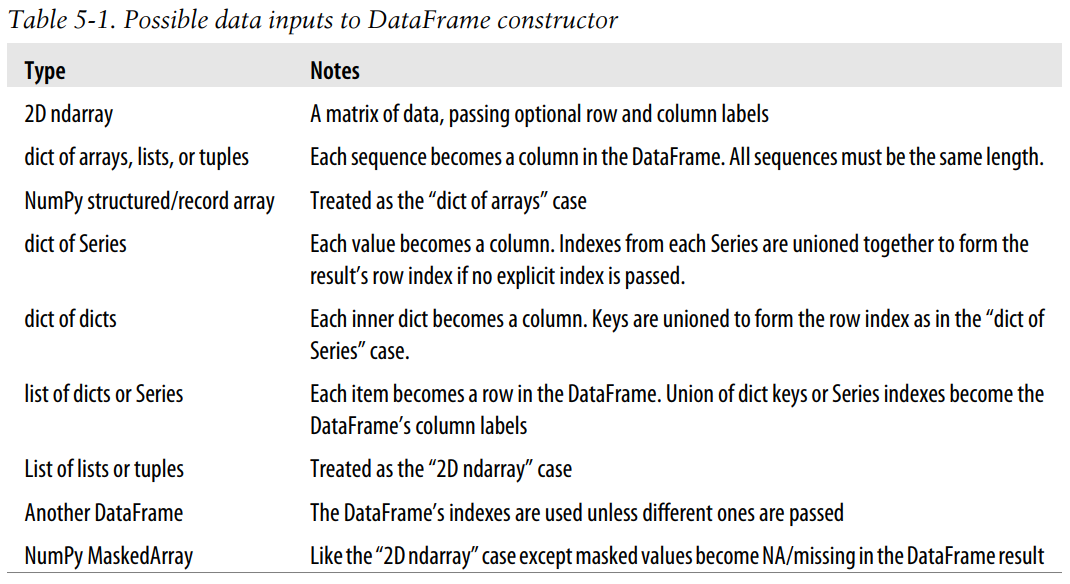 Table 5-1. Possible data inputs to DataFrame constructor
Type Notes
2D ndarray A matrix of data, passing optional row and column labels
dict of arrays, lists, or tuples Each sequence becomes a column in the DataFrame. All sequences must be the same length.
NumPy structured/record array Treated as the “dict of arrays” case
dict of Series Each value becomes a column. Indexes from each Series are unioned together to form the
result’s row index if no explicit index is passed.
dict of dicts Each inner dict becomes a column. Keys are unioned to form the row index as in the “dict of
Series” case.
list of dicts or Series Each item becomes a row in the DataFrame. Union of dict keys or Series indexes become the
DataFrame’s column labels
List of lists or tuples Treated as the “2D ndarray” case
Another DataFrame The DataFrame’s indexes are used unless different ones are passed
NumPy MaskedArray Like the “2D ndarray” case except masked values become NA/missing in the DataFrame result